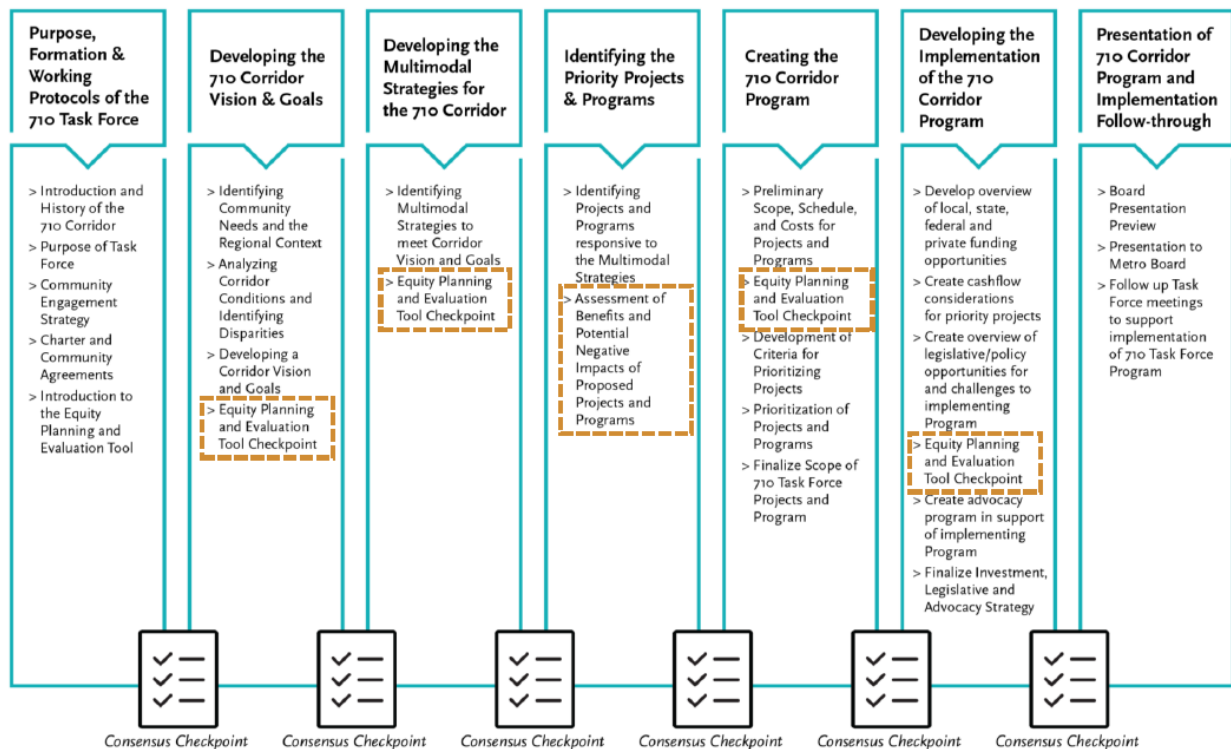 Purpose,
Formation &
Working
Protocols of the
710 Task Force
> Introduction and
History of the
710 Corridor
> Purpose of Task
Force
> Community
Engagement
Strategy
> Charter and
Community
Agreements
> Introduction to
the Equity
Planning and
Evaluation Tool
Developing the
710 Corridor
Vision & Goals
> Identifying
Community
Needs and the
Regional Context
> Analyzing
Corridor
Conditions and
Identifying
Disparities
> Developing a
Corridor Vision
and Goals
> Equity Planning
and Evaluation
Tool Checkpoint
Developing the
Multimodal
Strategies for
the 710 Corridor
> Identifying
Multimodal
Strategies to
meet Corridor
Vision and Goals
> Equity Planning
and Evaluation
Tool Checkpoint
Identifying the
Priority Projects
& Programs
> Identifying
Projects and
Programs
responsive to
the Multimodal
Strategies
> Assessment of
Benefits and
Potential
Negative
Impacts of
Proposed
Projects and
Programs
Creating the
710 Corridor
Program
> Preliminary
Scope, Schedule,
and Costs for
Projects and
Programs
> Equity Planning
and Evaluation
Tool Checkpoint
> Development of
Criteria for
Prioritizing
Projects
> Prioritization of
Projects and
Programs
> Finalize Scope of
710 Task Force
Projects and
Program
Developing the
Implementation
of the 710
Corridor
Program
> Develop overview
of local, state,
federal and
private funding
opportunities
> Create cashflow
considerations
for priority projects
> Create overview of
legislative/policy
opportunities for
and challenges to
implementing
Program
> Equity Planning
and Evaluation
Tool Checkpoint
> Create advocacy
program in support
of implementing
Program
> Finalize Investment,
Legislative and
Advocacy Strategy
Presentation of
710 Corridor
Program and
Implementation
Follow-through
> Board
Presentation
Preview
> Presentation to
Metro Board
> Follow up Task
Force meetings
to support
implementation
of 710 Task Force
Program
Consensus Checkpoint
Consensus Checkpoint
Consensus Checkpoint
Consensus Checkpoint
Consensus Checkpoint
Consensus Checkpoint